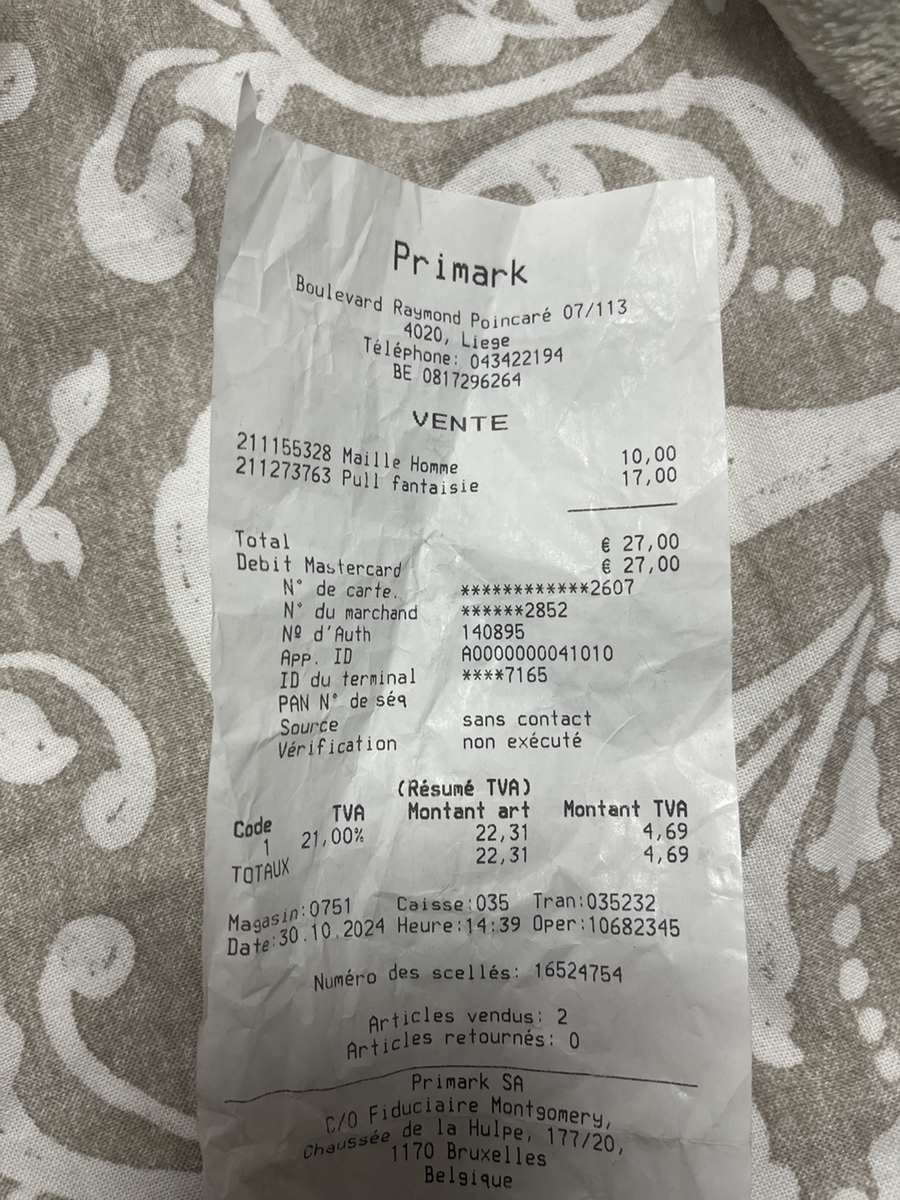 Primark
Boulevard Raymond Poincaré 07/113
4020, Liege
Téléphone: 043422194
BE 0817296264
VENTE
211155328 Maille Homme 10,00
211273763 Pull fantaisie 17,00
Total € 27,00
Debit Mastercard € 27,00
N° de carte. ************2607
N° du marchand ******2852
Nº d'Auth 140895
App. ID A0000000041010
ID du terminal ****7165
PAN N° de séq
Source sans contact
Vérification non exécuté
(Résumé TVA)
Code TVA Montant art Montant TVA
1 21,00% 22,31 4,69
TOTAUX 22,31 4,69
Magasin:0751 Caisse:035 Tran:035232
Date:30.10.2024 Heure:14:39 Oper:10682345
Numéro des scellés: 16524754
Articles vendus: 2
Articles retournés: 0
Primark SA
C/O Fiduciaire Montgomery,
Chaussée de la Hulpe, 177/20,
1170 Bruxelles
Belgique